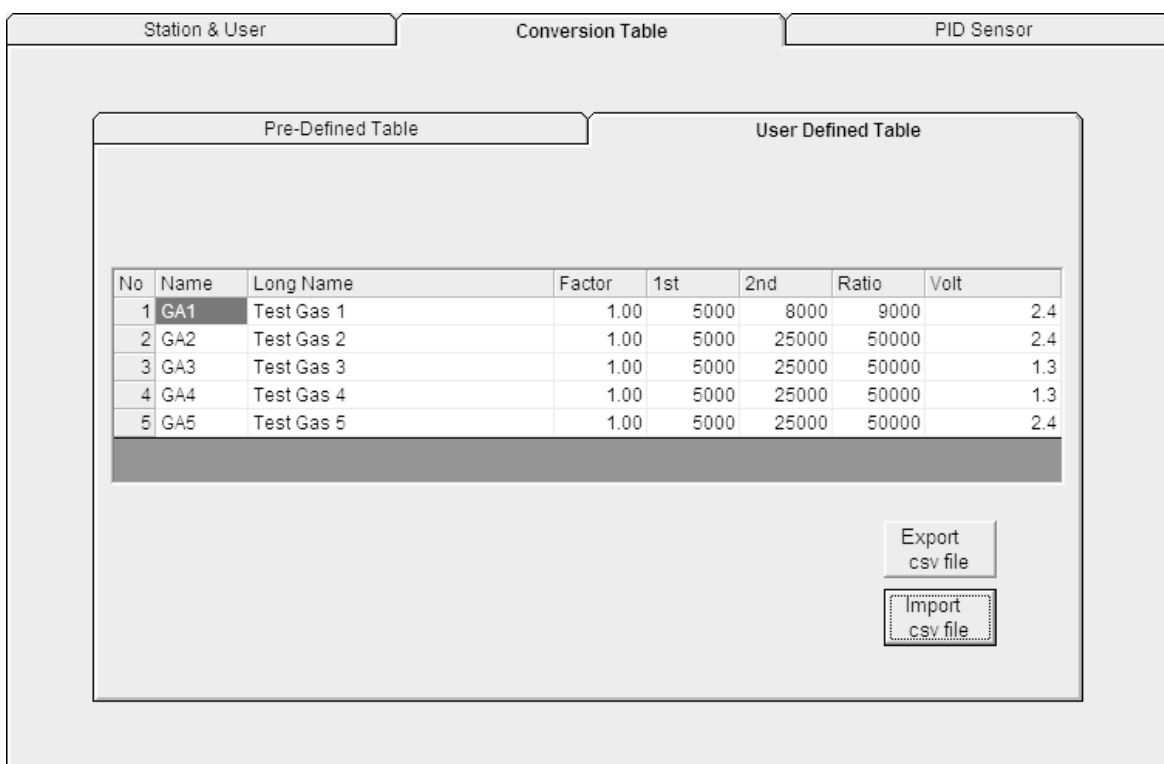 Station & User Conversion Table PID Sensor
Pre-Defined Table User Defined Table
No Name Long Name Factor 1st 2nd Ratio Volt
1 GA1 Test Gas 1 1.00 5000 8000 9000 2.4
2 GA2 Test Gas 2 1.00 5000 25000 50000 2.4
3 GA3 Test Gas 3 1.00 5000 25000 50000 1.3
4 GA4 Test Gas 4 1.00 5000 25000 50000 1.3
5 GA5 Test Gas 5 1.00 5000 25000 50000 2.4
Export
csv file
Import
csv file